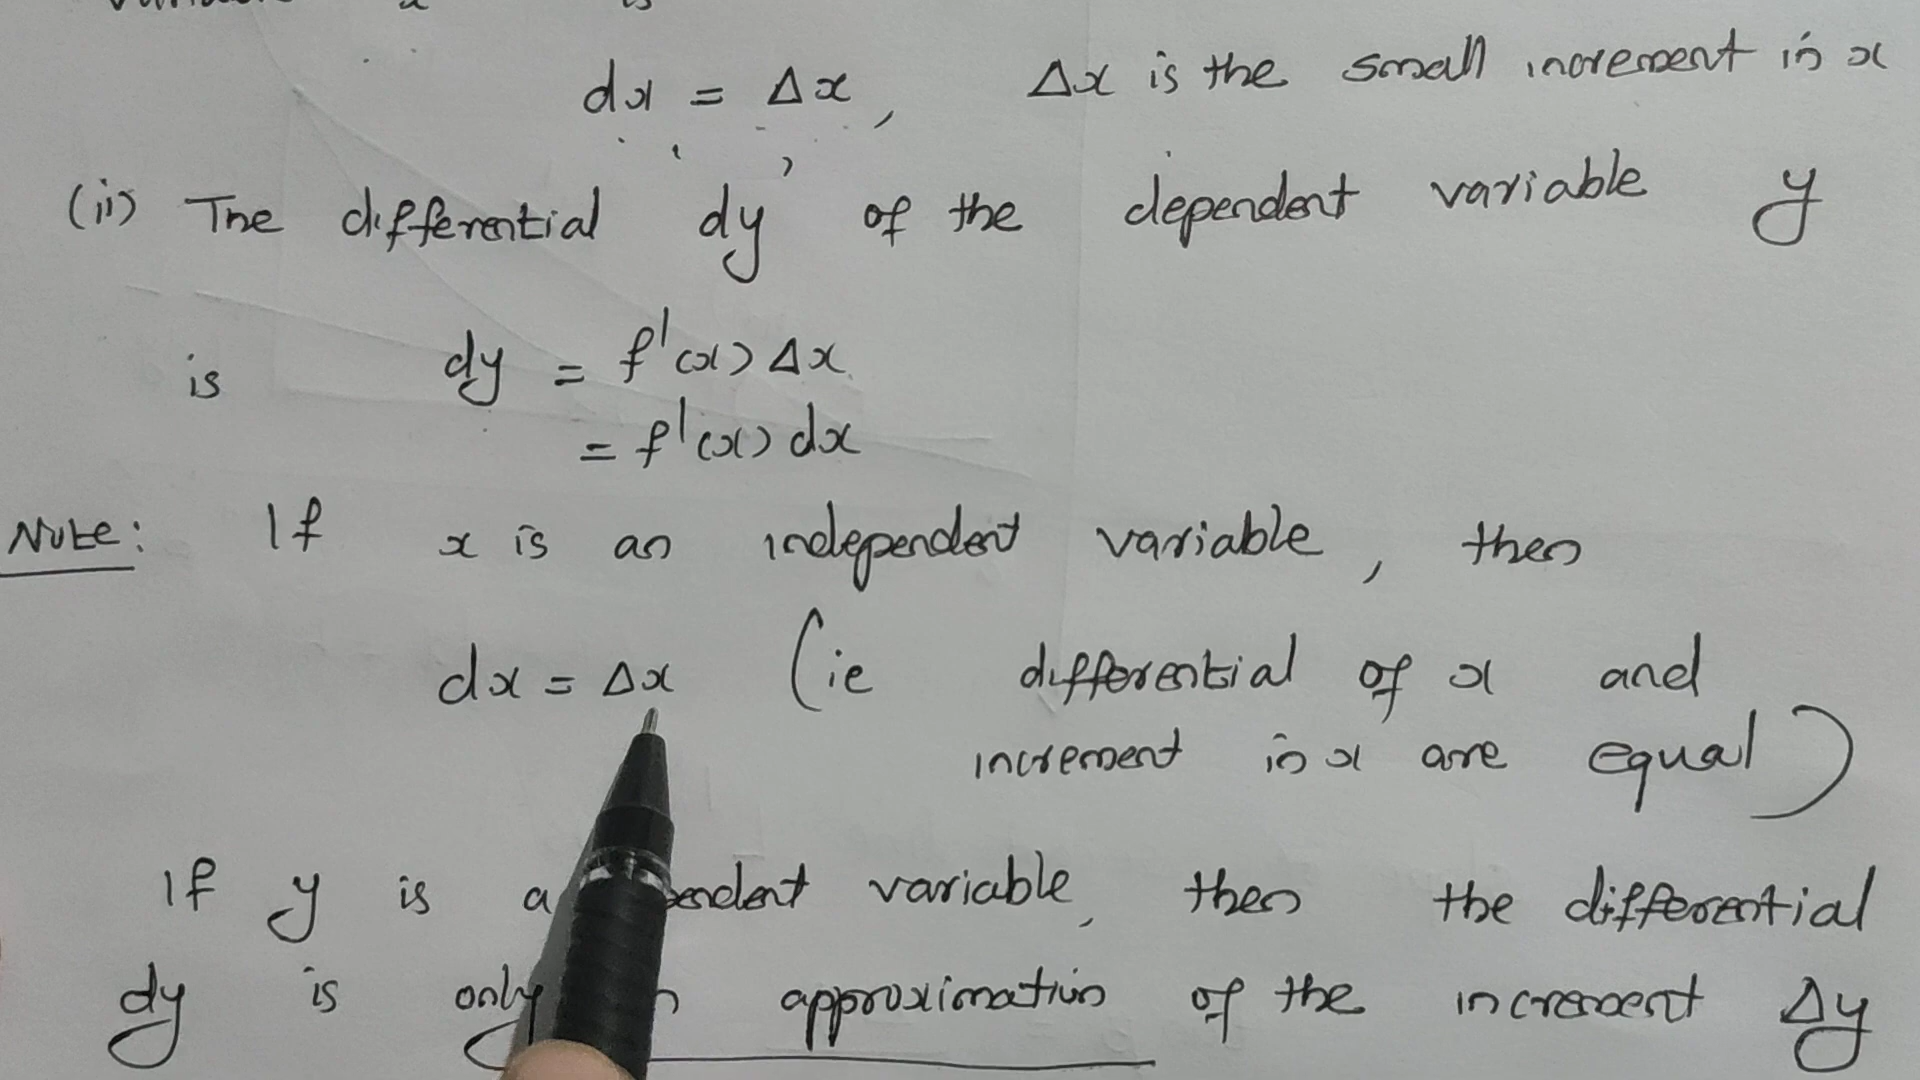 x is
dx = Δx, Δx is the small increment in x
(ii) The differential 'dy' of the dependent variable y
is dy = f'(x) Δx
= f'(x) dx
Note: If x is an independent variable, then
dx = Δx (ie differential of x and
increment in x are equal)
If y is a variable, then the differential
dy is only approximation of the increment Δy